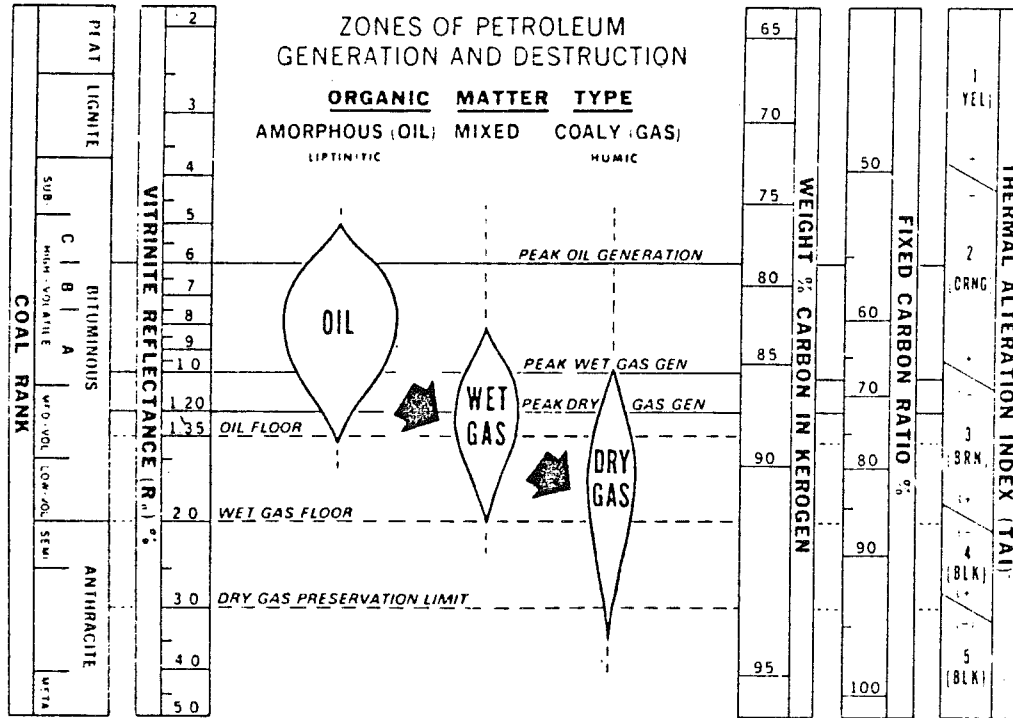 ZONES OF PETROLEUM
GENERATION AND DESTRUCTION
ORGANIC MATTER TYPE
AMORPHOUS (OIL) MIXED COALY (GAS)
LIPTINITIC HUMIC
COAL RANK
PEAT
LIGNITE
SUB.
BITUMINOUS
HIGH-VOLATILE
C
B
A
MED-VOL
LOW-VOL
SEMI
ANTHRACITE
META
VITRINITE REFLECTANCE (Ro) %
2
3
4
5
6
7
8
9
1 0
1.20
1.35
2 0
3 0
4 0
5 0
PEAK OIL GENERATION
PEAK WET GAS GEN
PEAK DRY GAS GEN
OIL FLOOR
WET GAS FLOOR
DRY GAS PRESERVATION LIMIT
OIL
WET
GAS
DRY
GAS
WEIGHT % CARBON IN KEROGEN
65
70
75
80
85
90
95
FIXED CARBON RATIO %
50
60
70
80
90
100
THERMAL ALTERATION INDEX (TAI)
1
YEL)
+
-
2
(ORNG
+
-
3
(BRN,
(+
(-)
4
(BLK)
(+
(-)
5
(BLK)